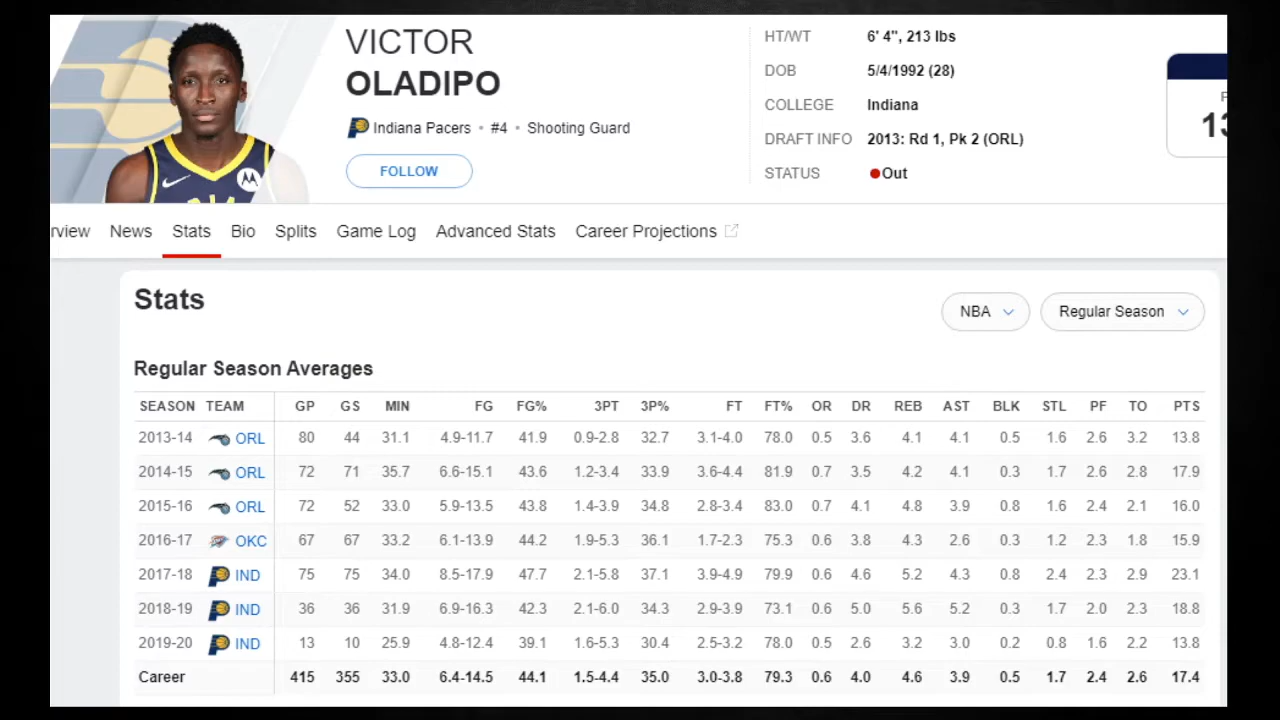 VICTOR
OLADIPO
Indiana Pacers • #4 • Shooting Guard
FOLLOW
HT/WT 6' 4", 213 lbs
DOB 5/4/1992 (28)
COLLEGE Indiana
DRAFT INFO 2013: Rd 1, Pk 2 (ORL)
STATUS Out
rview News Stats Bio Splits Game Log Advanced Stats Career Projections
Stats
NBA Regular Season
Regular Season Averages
SEASON TEAM GP GS MIN FG FG% 3PT 3P% FT FT% OR DR REB AST BLK STL PF TO PTS
2013-14 ORL 80 44 31.1 4.9-11.7 41.9 0.9-2.8 32.7 3.1-4.0 78.0 0.5 3.6 4.1 4.1 0.5 1.6 2.6 3.2 13.8
2014-15 ORL 72 71 35.7 6.6-15.1 43.6 1.2-3.4 33.9 3.6-4.4 81.9 0.7 3.5 4.2 4.1 0.3 1.7 2.6 2.8 17.9
2015-16 ORL 72 52 33.0 5.9-13.5 43.8 1.4-3.9 34.8 2.8-3.4 83.0 0.7 4.1 4.8 3.9 0.8 1.6 2.4 2.1 16.0
2016-17 OKC 67 67 33.2 6.1-13.9 44.2 1.9-5.3 36.1 1.7-2.3 75.3 0.6 3.8 4.3 2.6 0.3 1.2 2.3 1.8 15.9
2017-18 IND 75 75 34.0 8.5-17.9 47.7 2.1-5.8 37.1 3.9-4.9 79.9 0.6 4.6 5.2 4.3 0.8 2.4 2.3 2.9 23.1
2018-19 IND 36 36 31.9 6.9-16.3 42.3 2.1-6.0 34.3 2.9-3.9 73.1 0.6 5.0 5.6 5.2 0.3 1.7 2.0 2.3 18.8
2019-20 IND 13 10 25.9 4.8-12.4 39.1 1.6-5.3 30.4 2.5-3.2 78.0 0.5 2.6 3.2 3.0 0.2 0.8 1.6 2.2 13.8
Career 415 355 33.0 6.4-14.5 44.1 1.5-4.4 35.0 3.0-3.8 79.3 0.6 4.0 4.6 3.9 0.5 1.7 2.4 2.6 17.4